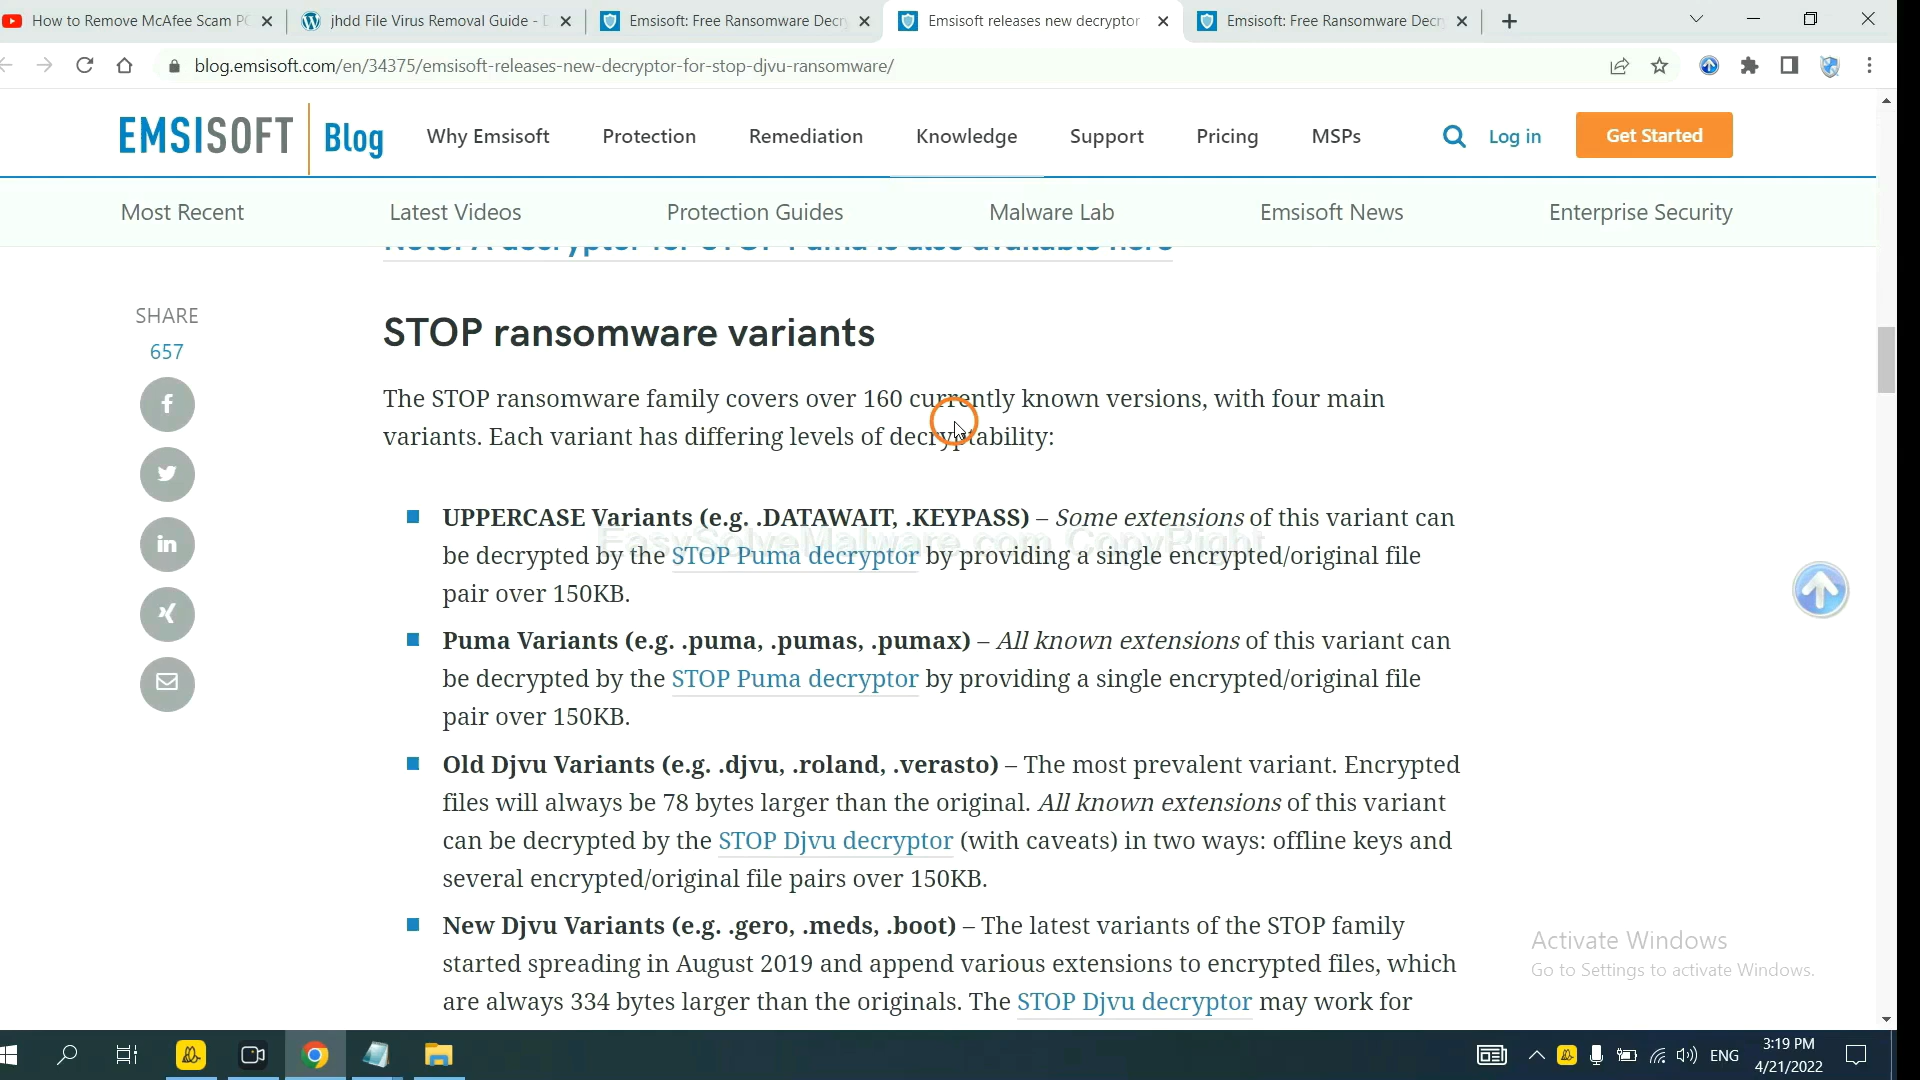 How to Remove McAfee Scam PC
jhdd File Virus Removal Guide - D
Emsisoft: Free Ransomware Decry
Emsisoft releases new decryptor
Emsisoft: Free Ransomware Decry
blog.emsisoft.com/en/34375/emsisoft-releases-new-decryptor-for-stop-djvu-ransomware/
EMSISOFT Blog
Why Emsisoft
Protection
Remediation
Knowledge
Support
Pricing
MSPs
Log in
Get Started
Most Recent
Latest Videos
Protection Guides
Malware Lab
Emsisoft News
Enterprise Security
Note: A decryptor for STOP Puma is also available here
SHARE
657
STOP ransomware variants
The STOP ransomware family covers over 160 currently known versions, with four main
variants. Each variant has differing levels of decryptability:
UPPERCASE Variants (e.g. .DATAWAIT, .KEYPASS) – Some extensions of this variant can
be decrypted by the STOP Puma decryptor by providing a single encrypted/original file
pair over 150KB.
EasySolveMalware.com CopyRight
Puma Variants (e.g. .puma, .pumas, .pumax) – All known extensions of this variant can
be decrypted by the STOP Puma decryptor by providing a single encrypted/original file
pair over 150KB.
Old Djvu Variants (e.g. .djvu, .roland, .verasto) – The most prevalent variant. Encrypted
files will always be 78 bytes larger than the original. All known extensions of this variant
can be decrypted by the STOP Djvu decryptor (with caveats) in two ways: offline keys and
several encrypted/original file pairs over 150KB.
New Djvu Variants (e.g. .gero, .meds, .boot) – The latest variants of the STOP family
started spreading in August 2019 and append various extensions to encrypted files, which
are always 334 bytes larger than the originals. The STOP Djvu decryptor may work for
Activate Windows
Go to Settings to activate Windows.
ENG
3:19 PM
4/21/2022